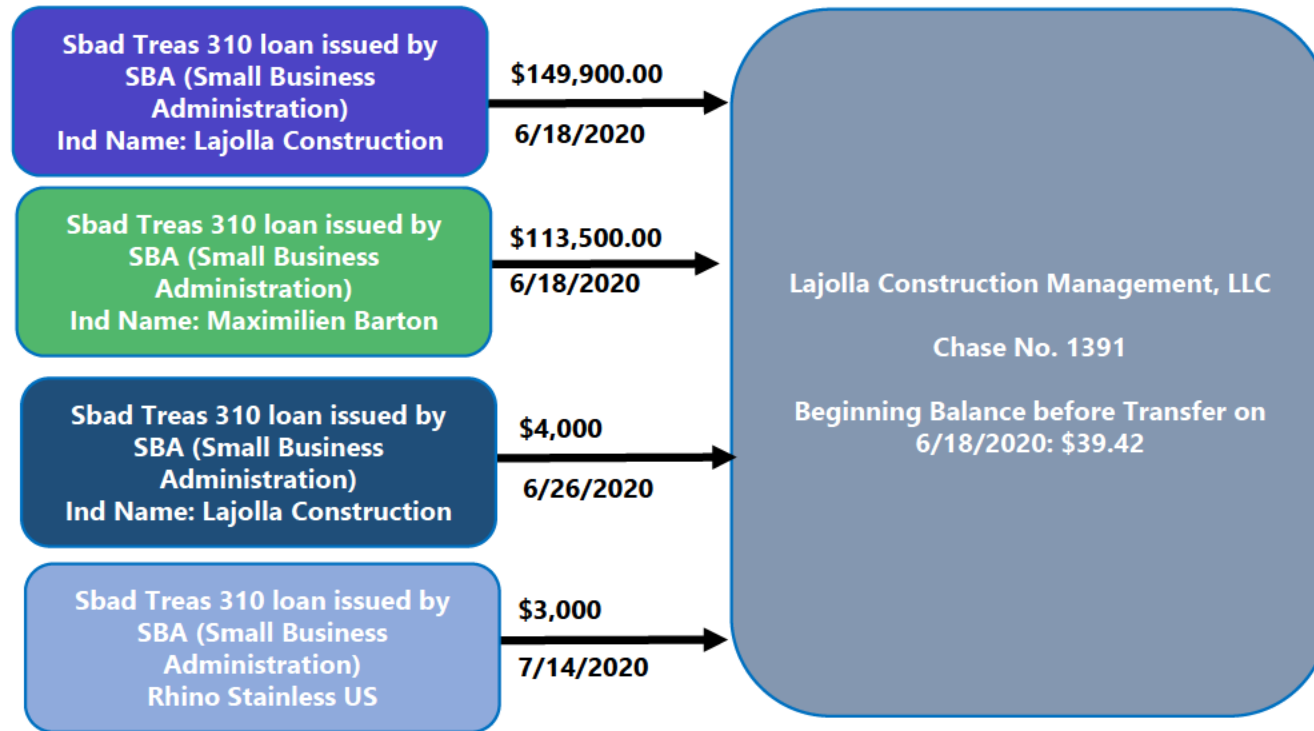 Sbad Treas 310 loan issued by
SBA (Small Business
Administration)
Ind Name: Lajolla Construction
$149,900.00
6/18/2020
Sbad Treas 310 loan issued by
SBA (Small Business
Administration)
Ind Name: Maximilien Barton
$113,500.00
6/18/2020
Sbad Treas 310 loan issued by
SBA (Small Business
Administration)
Ind Name: Lajolla Construction
$4,000
6/26/2020
Sbad Treas 310 loan issued by
SBA (Small Business
Administration)
Rhino Stainless US
$3,000
7/14/2020
Lajolla Construction Management, LLC
Chase No. 1391
Beginning Balance before Transfer on
6/18/2020: $39.42